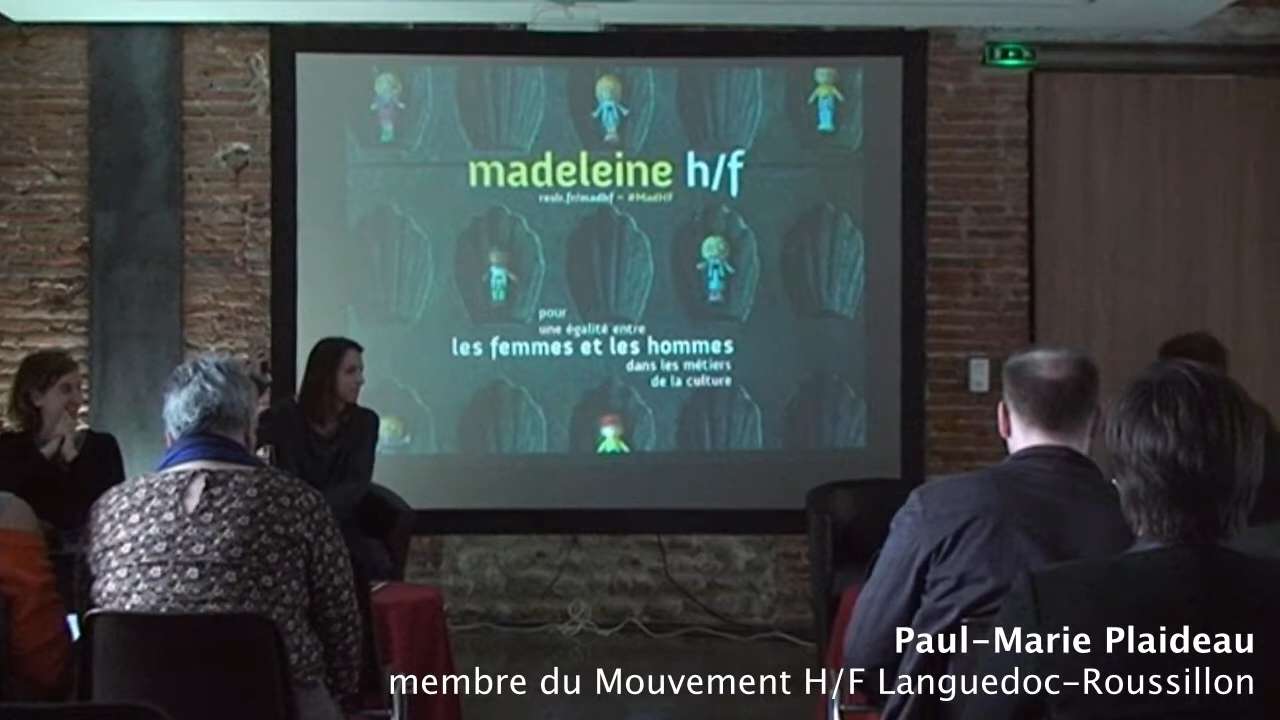 madeleine h/f
reslr.fr/madhf - #MadHF
pour
une égalité entre
les femmes et les hommes
dans les métiers
de la culture
Paul-Marie Plaideau
membre du Mouvement H/F Languedoc-Roussillon